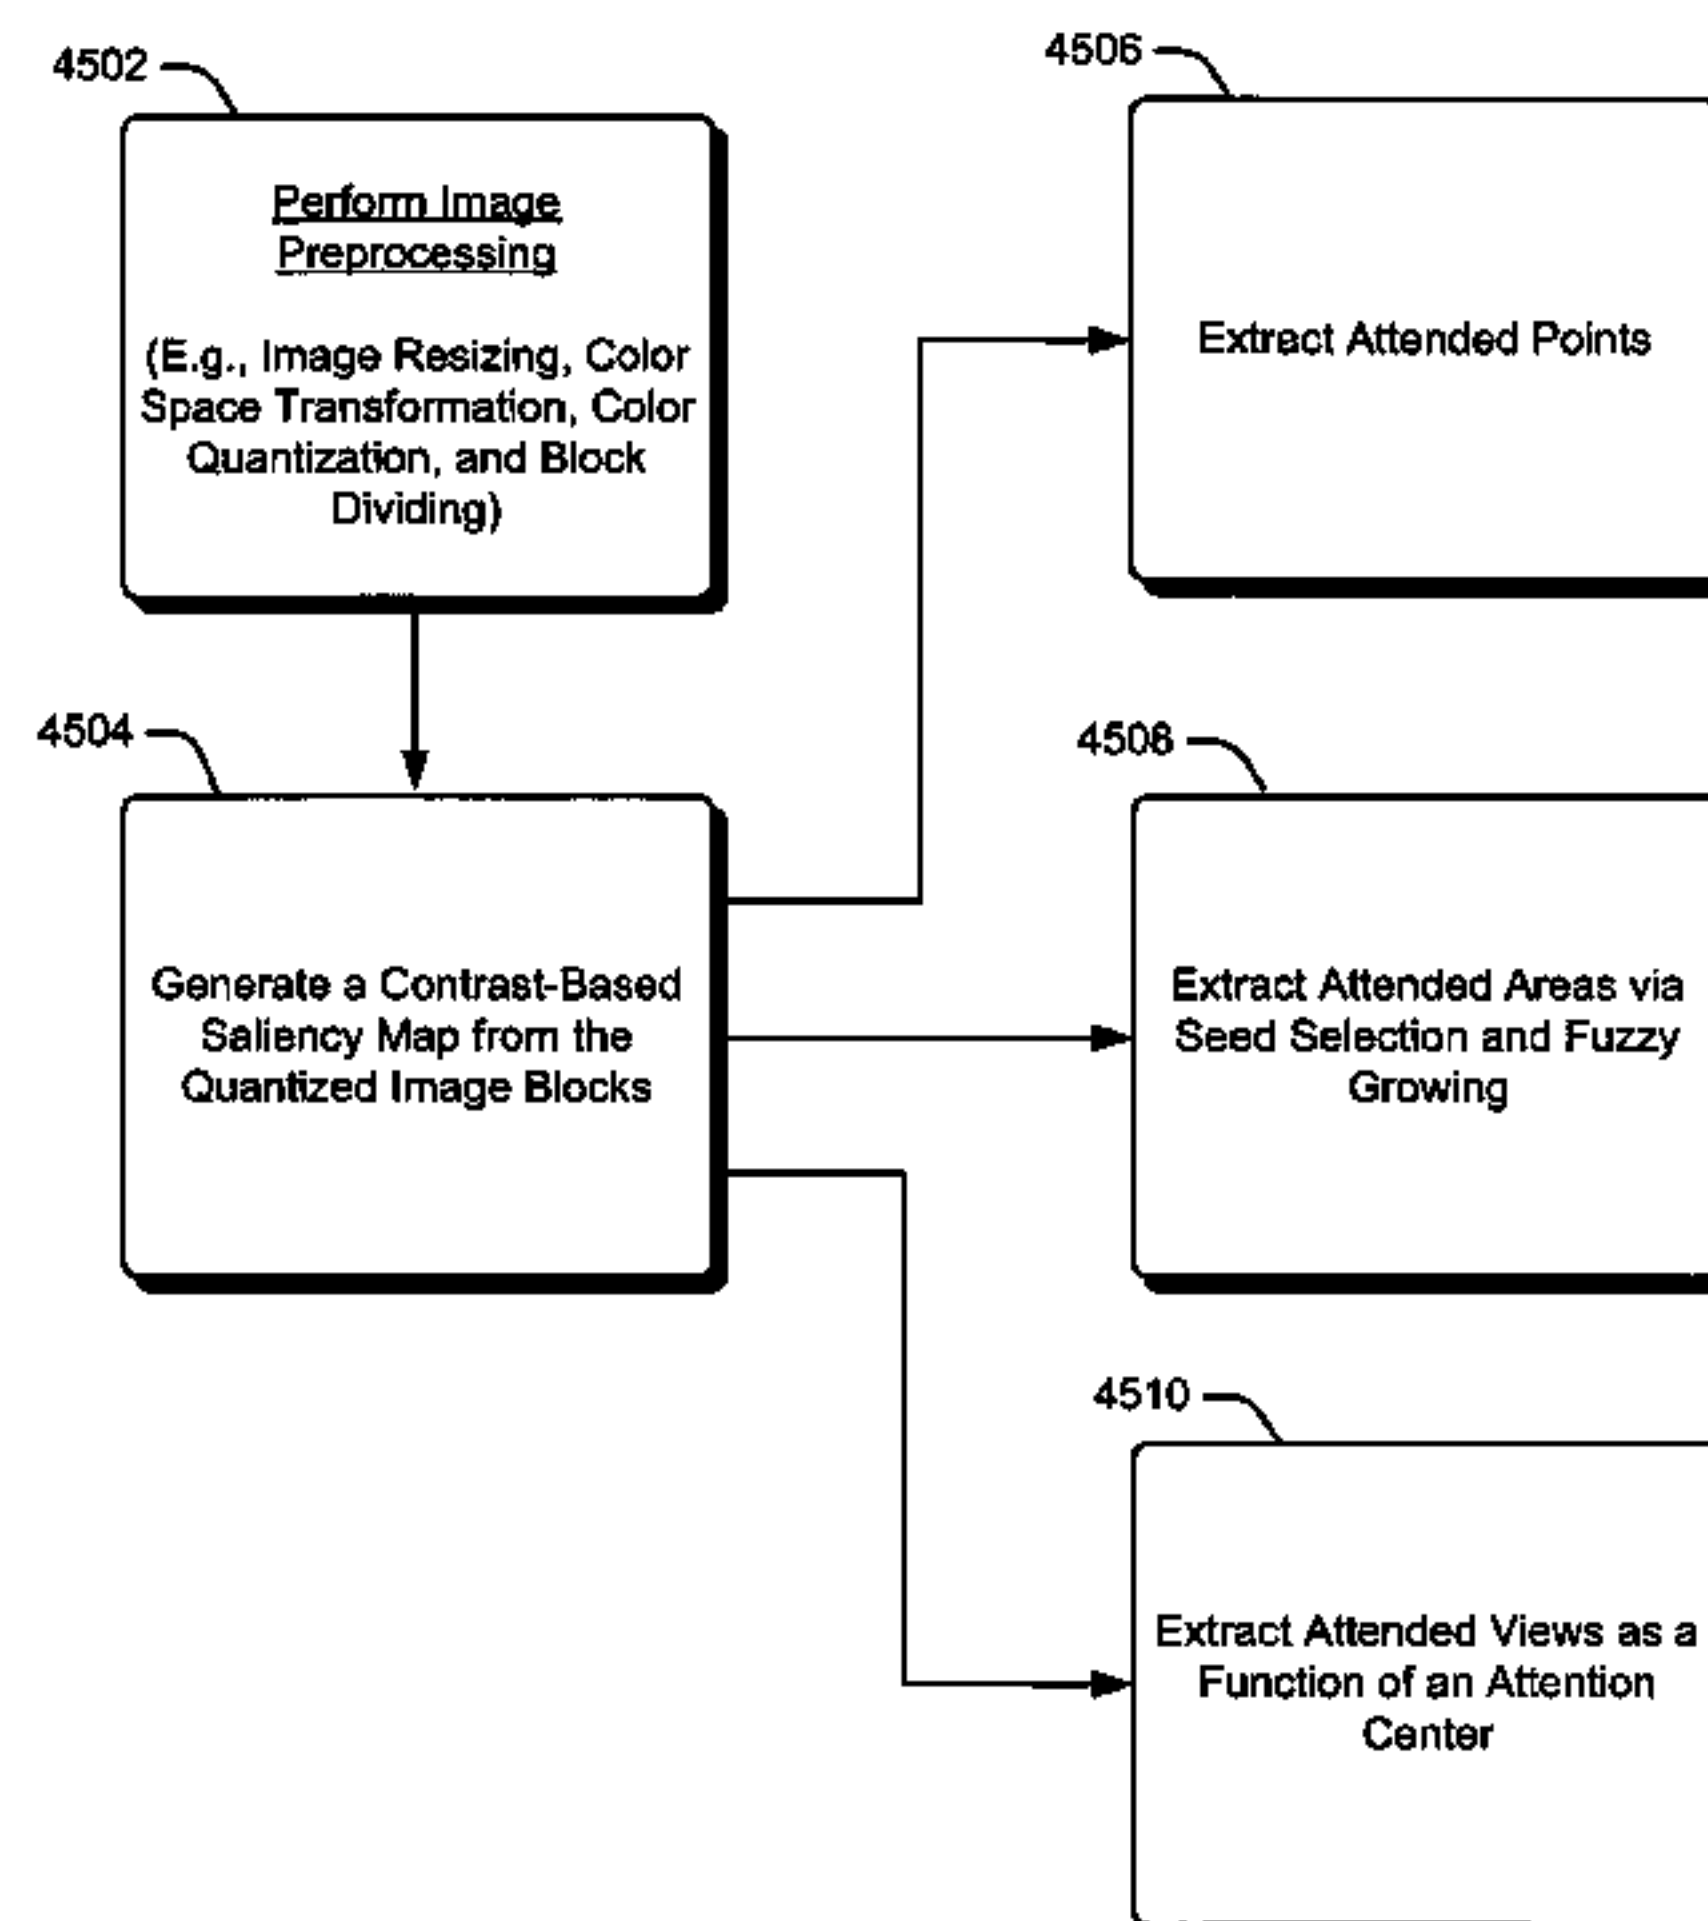 4502
Perform Image
Preprocessing
(E.g., Image Resizing, Color
Space Transformation, Color
Quantization, and Block
Dividing)
4504
Generate a Contrast-Based
Saliency Map from the
Quantized Image Blocks
4506
Extract Attended Points
4508
Extract Attended Areas via
Seed Selection and Fuzzy
Growing
4510
Extract Attended Views as a
Function of an Attention
Center